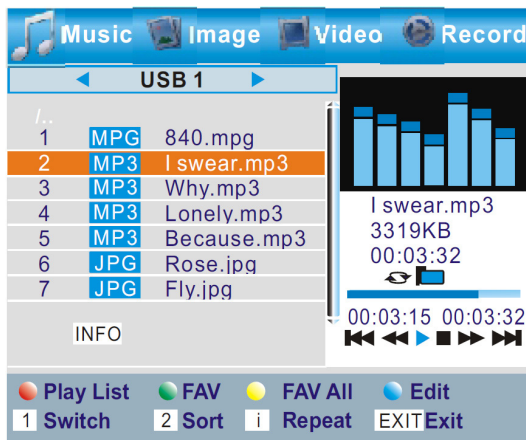 Music Image Video Record
USB 1
/..
1 MPG 840.mpg
2 MP3 I swear.mp3
3 MP3 Why.mp3
4 MP3 Lonely.mp3
5 MP3 Because.mp3
6 JPG Rose.jpg
7 JPG Fly.jpg
INFO
I swear.mp3
3319KB
00:03:32
00:03:15 00:03:32
Play List FAV FAV All Edit
1 Switch 2 Sort i Repeat EXIT Exit